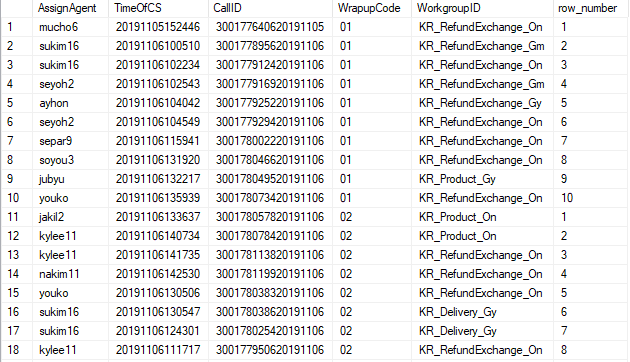 AssignAgent TimeOfCS CallID WrapupCode WorkgroupID row_number
1 mucho6 20191105152446 300177640620191105 01 KR_RefundExchange_On 1
2 sukim16 20191106100510 300177895620191106 01 KR_RefundExchange_Gm 2
3 sukim16 20191106102234 300177912420191106 01 KR_RefundExchange_On 3
4 seyoh2 20191106102543 300177916920191106 01 KR_RefundExchange_Gm 4
5 ayhon 20191106104042 300177925220191106 01 KR_RefundExchange_Gy 5
6 seyoh2 20191106104549 300177929420191106 01 KR_RefundExchange_On 6
7 separ9 20191106115941 300178002220191106 01 KR_RefundExchange_On 7
8 soyou3 20191106131920 300178046620191106 01 KR_RefundExchange_On 8
9 jubyu 20191106132217 300178049520191106 01 KR_Product_Gy 9
10 youko 20191106135939 300178073420191106 01 KR_RefundExchange_On 10
11 jakil2 20191106133637 300178057820191106 02 KR_Product_On 1
12 kylee11 20191106140734 300178078420191106 02 KR_Product_On 2
13 kylee11 20191106141735 300178113820191106 02 KR_RefundExchange_On 3
14 nakim11 20191106142530 300178119920191106 02 KR_RefundExchange_On 4
15 youko 20191106130506 300178038320191106 02 KR_RefundExchange_On 5
16 sukim16 20191106130547 300178038620191106 02 KR_Delivery_Gy 6
17 sukim16 20191106124301 300178025420191106 02 KR_Delivery_Gy 7
18 kylee11 20191106111717 300177950620191106 02 KR_RefundExchange_On 8